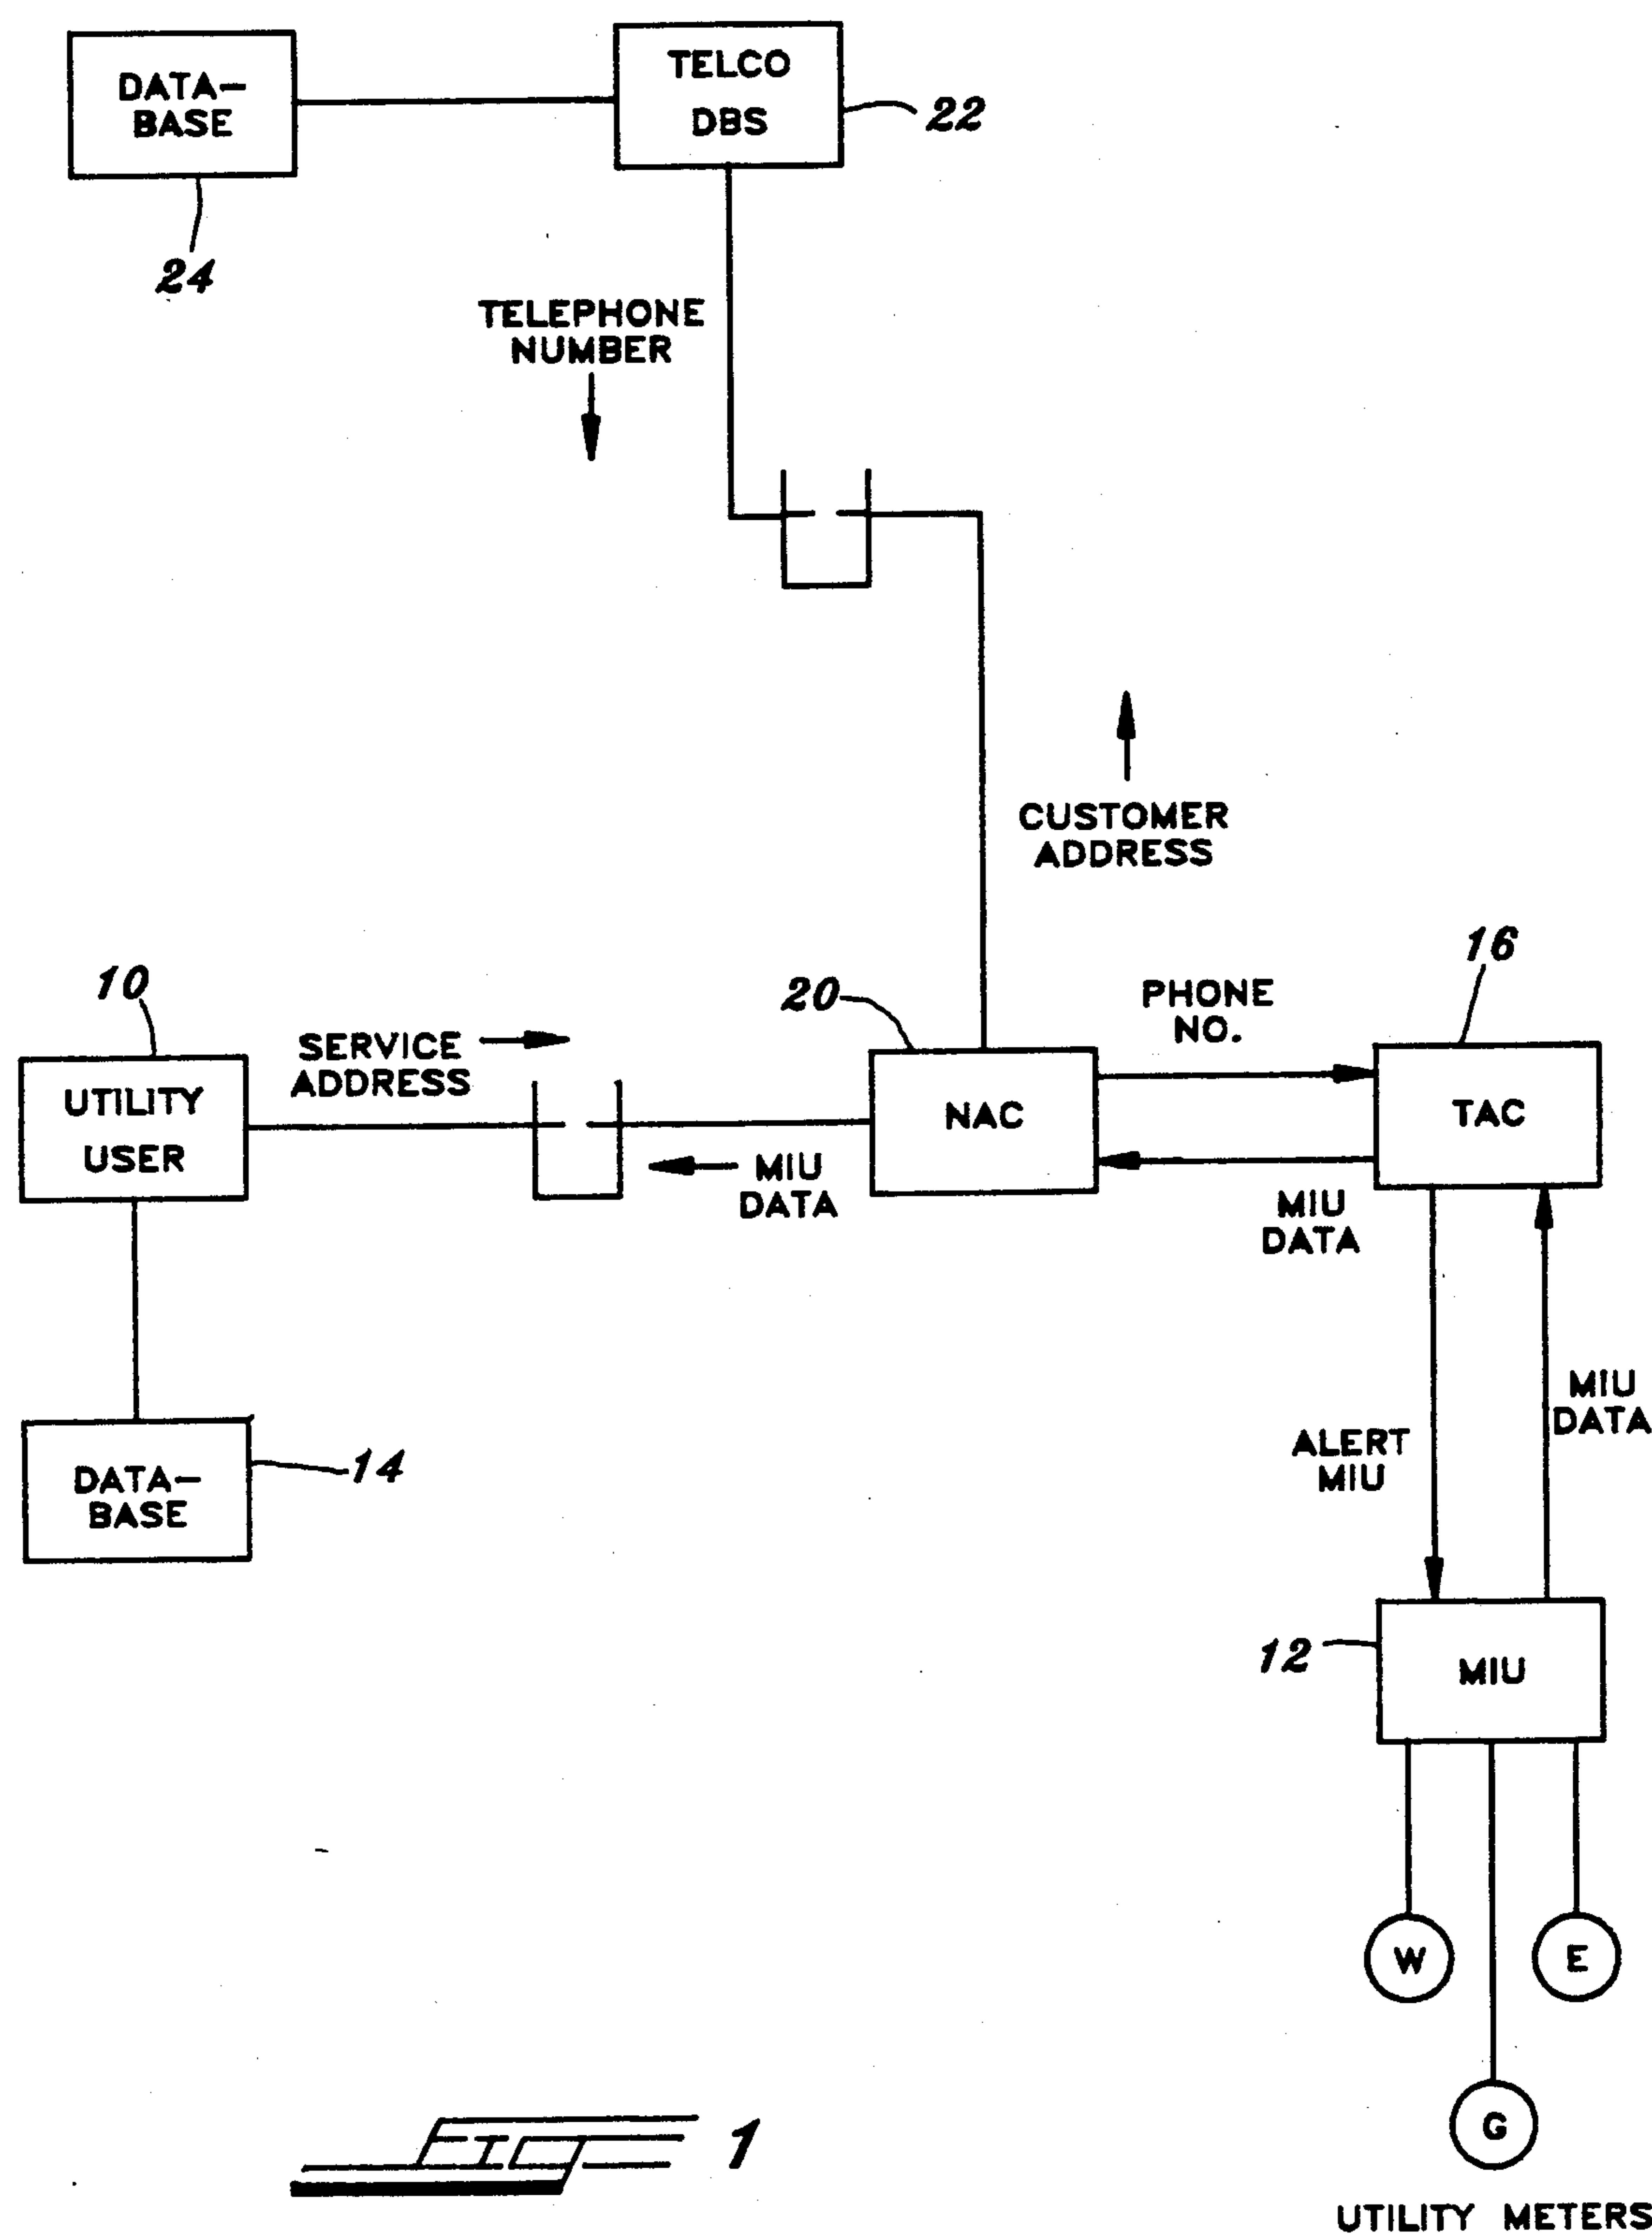 DATA-
BASE
24
TELCO
DBS
22
TELEPHONE
NUMBER
CUSTOMER
ADDRESS
10
UTILITY
USER
SERVICE
ADDRESS
MIU
DATA
20
NAC
PHONE
NO.
16
TAC
MIU
DATA
DATA-
BASE
14
ALERT
MIU
MIU
DATA
12
MIU
W
E
G
UTILITY METERS
FIG 1